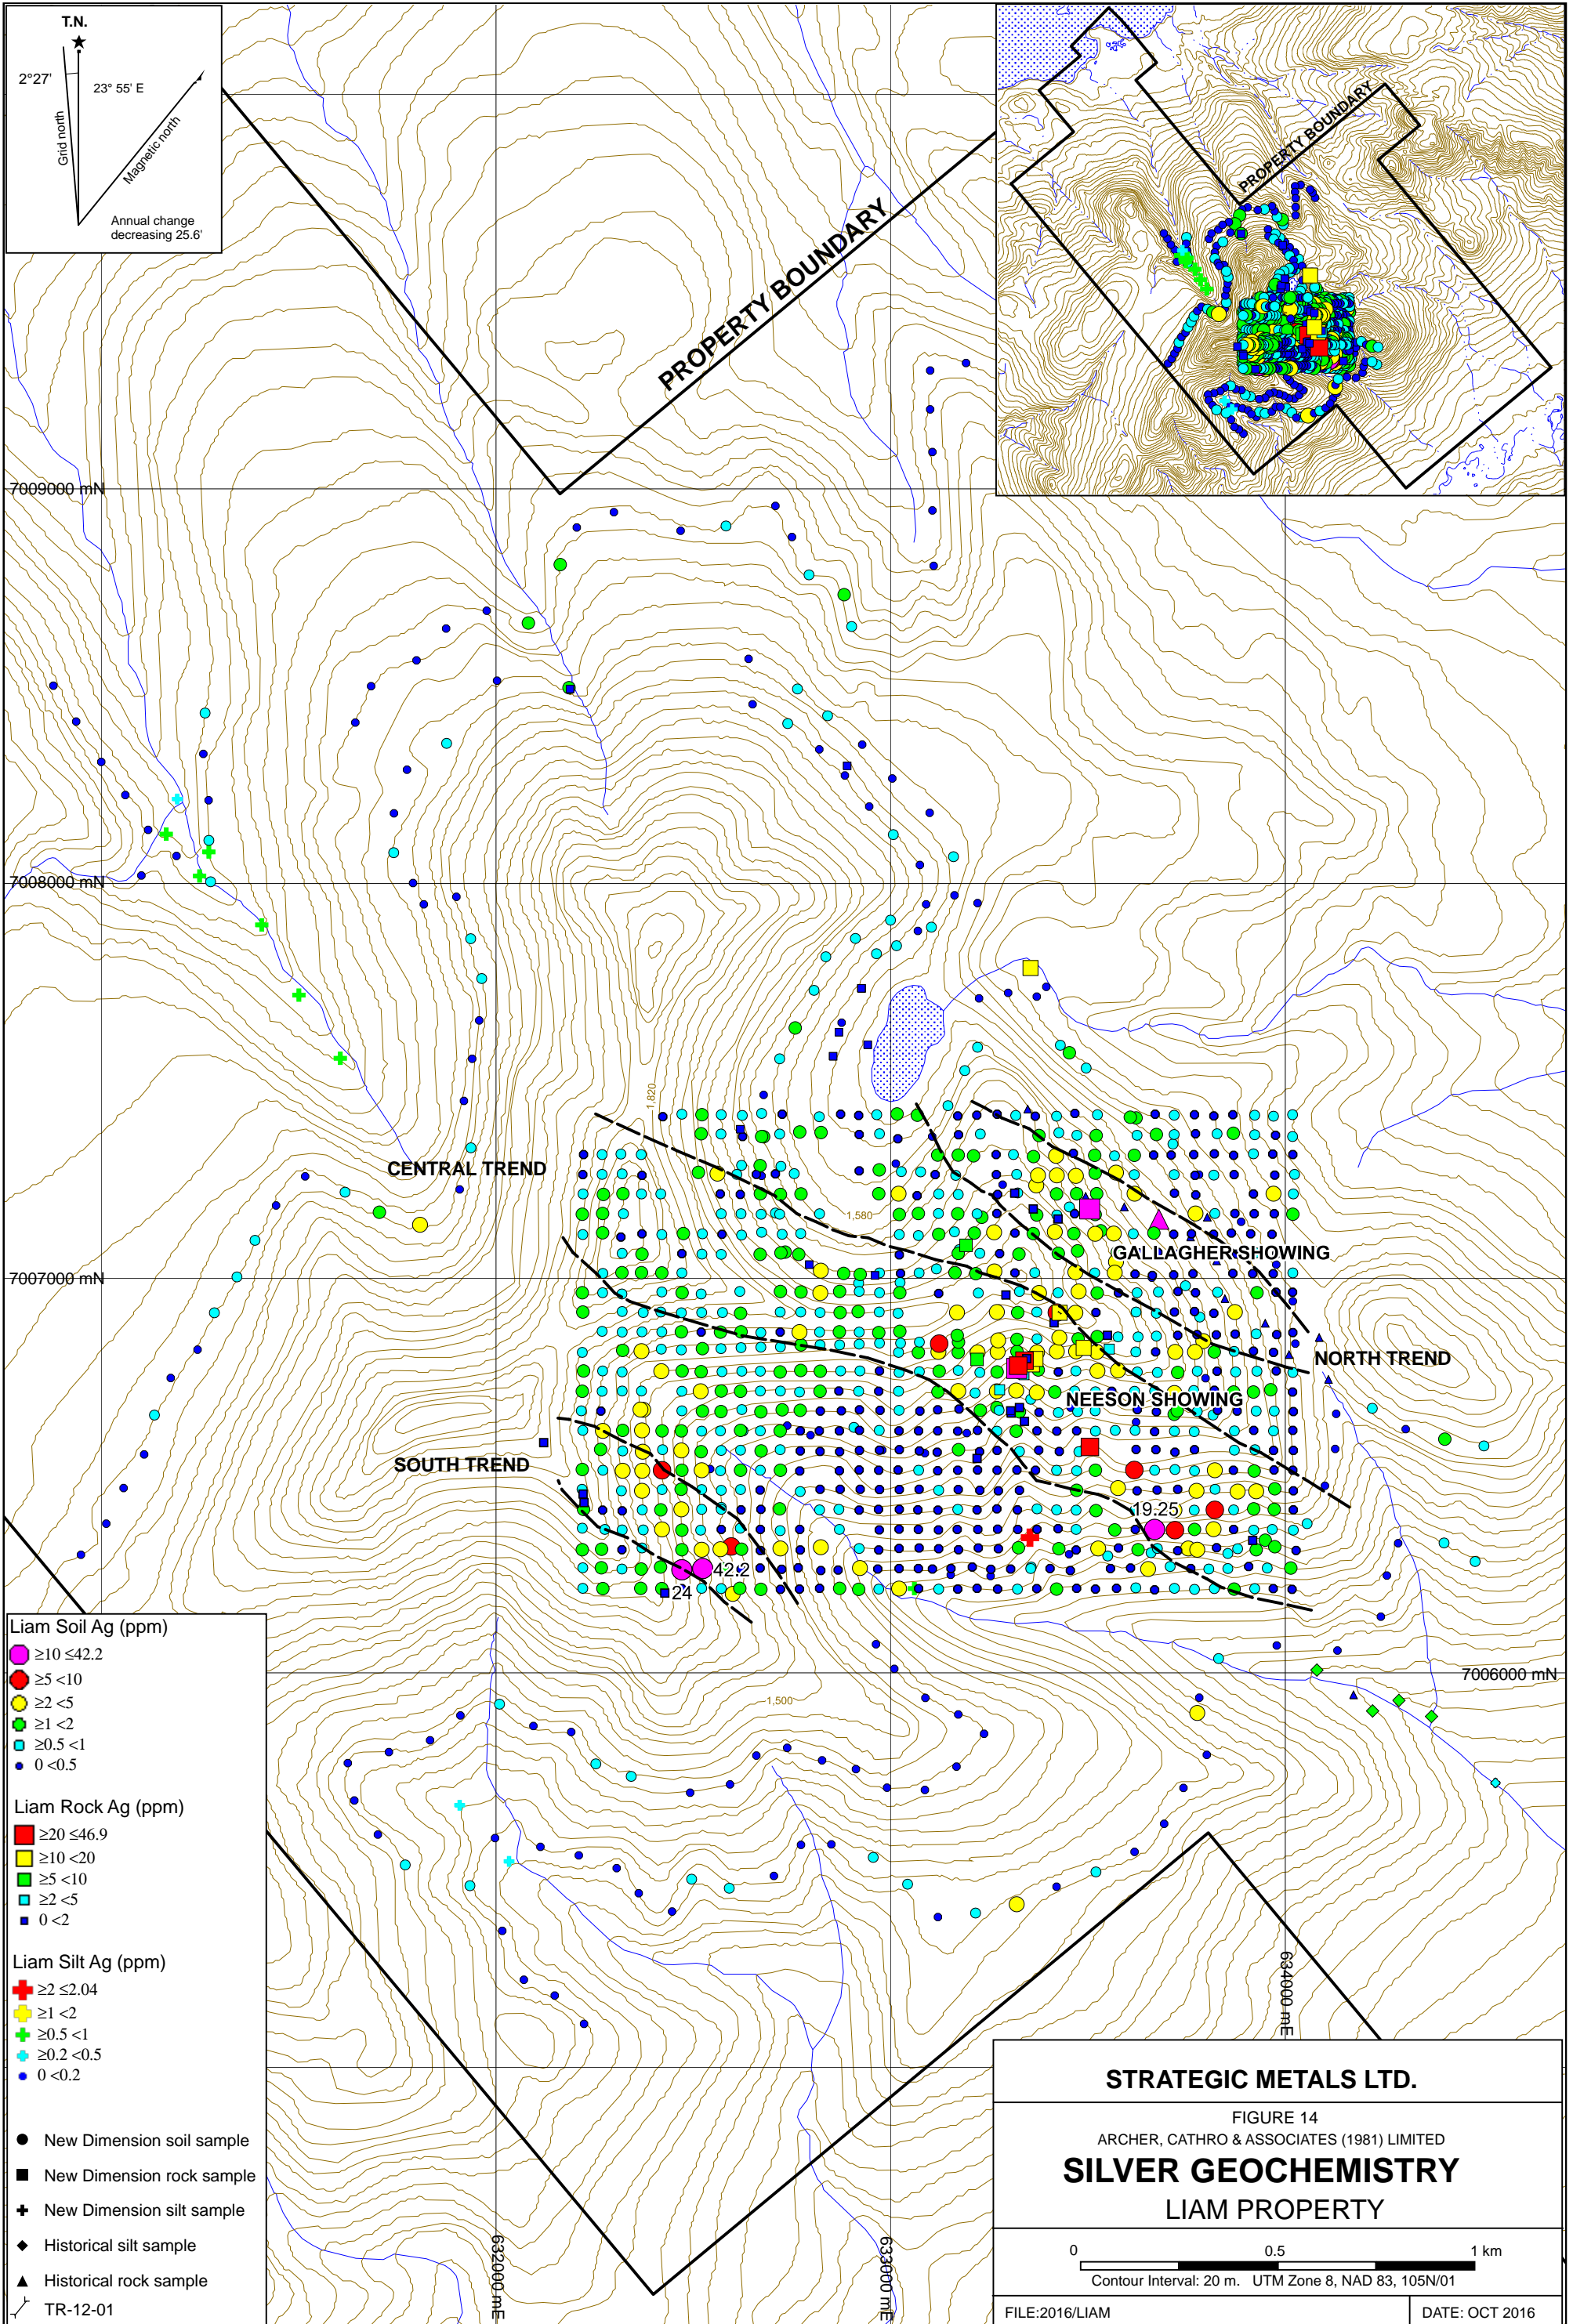 T.N.
2°27'
23° 55' E
Grid north
Magnetic north
Annual change
decreasing 25.6'
PROPERTY BOUNDARY
PROPERTY BOUNDARY
7009000 mN
7008000 mN
1,820
CENTRAL TREND
1,580
GALLAGHER SHOWING
7007000 mN
NORTH TREND
NEESON SHOWING
SOUTH TREND
19.25
42.2
24
7006000 mN
1,500
634000 mE
632000 mE
633000 mE
Liam Soil Ag (ppm)
≥10 ≤42.2
≥5 <10
≥2 <5
≥1 <2
≥0.5 <1
0 <0.5
Liam Rock Ag (ppm)
≥20 ≤46.9
≥10 <20
≥5 <10
≥2 <5
0 <2
Liam Silt Ag (ppm)
≥2 ≤2.04
≥1 <2
≥0.5 <1
≥0.2 <0.5
0 <0.2
New Dimension soil sample
New Dimension rock sample
New Dimension silt sample
Historical silt sample
Historical rock sample
TR-12-01
STRATEGIC METALS LTD.
FIGURE 14
ARCHER, CATHRO & ASSOCIATES (1981) LIMITED
SILVER GEOCHEMISTRY
LIAM PROPERTY
0 0.5 1 km
Contour Interval: 20 m. UTM Zone 8, NAD 83, 105N/01
FILE:2016/LIAM DATE: OCT 2016